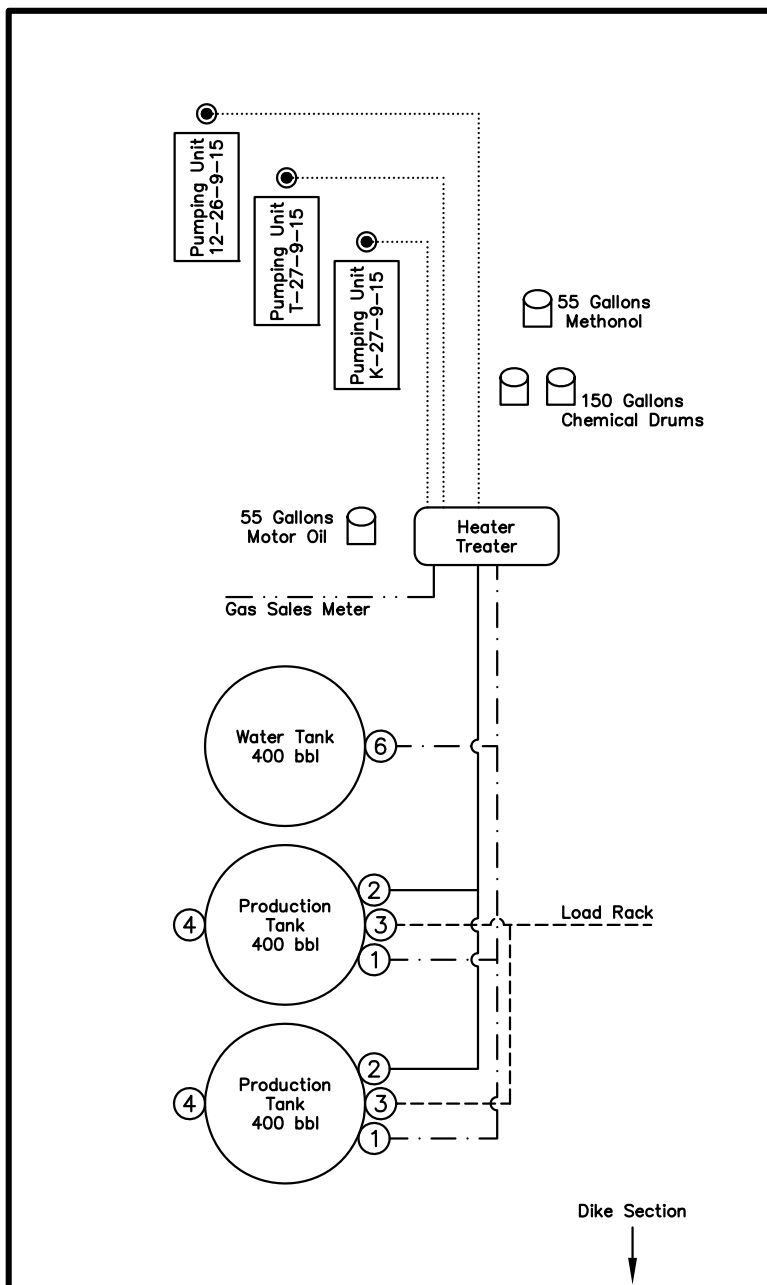 Pumping Unit
12-26-9-15
Pumping Unit
T-27-9-15
Pumping Unit
K-27-9-15
55 Gallons
Methonol
150 Gallons
Chemical Drums
55 Gallons
Motor Oil
Heater
Treater
Gas Sales Meter
Water Tank
400 bbl
6
Production
Tank
400 bbl
4
2
3
1
Load Rack
Production
Tank
400 bbl
4
2
3
1
Dike Section